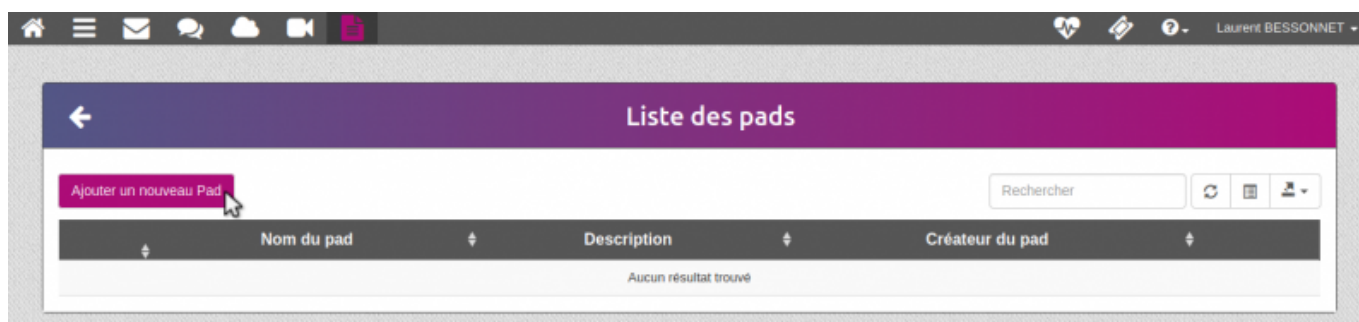 Laurent BESSONNET
Liste des pads
Ajouter un nouveau Pad
Rechercher
Nom du pad Description Créateur du pad
Aucun résultat trouvé